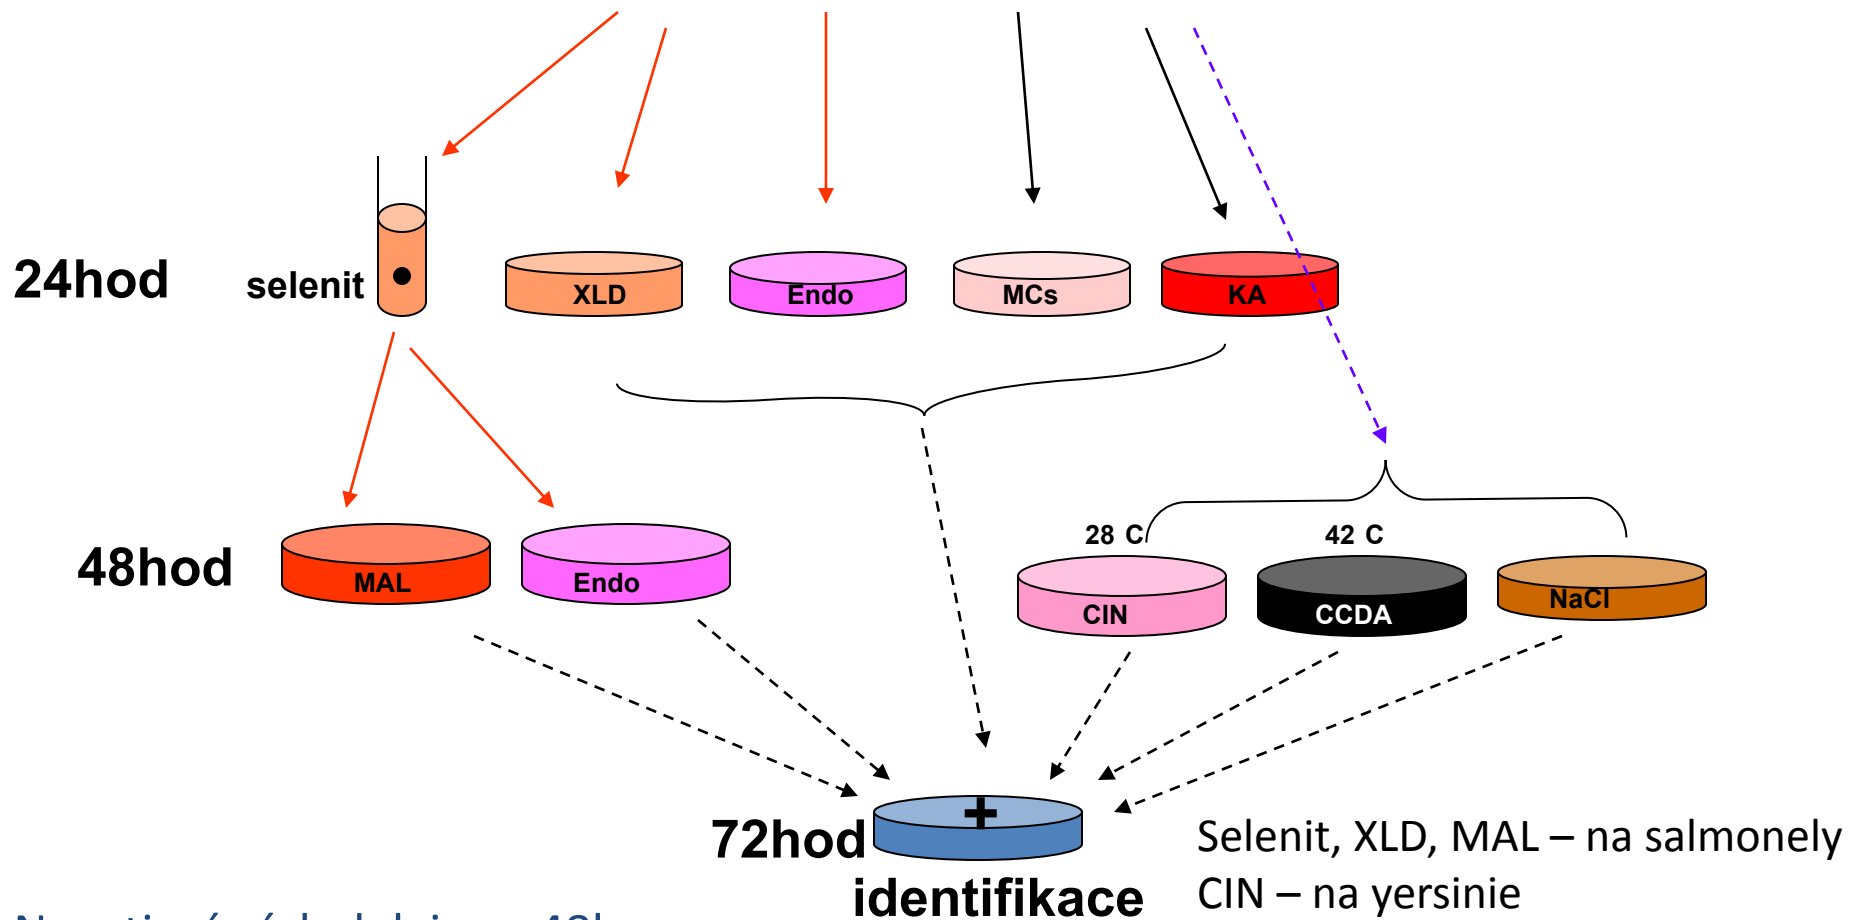 24hod
selenit
XLD
Endo
MCs
KA
28 C
42 C
48hod
MAL
Endo
CIN
CCDA
NaCl
+
72hod
identifikace
Selenit, XLD, MAL – na salmonely
CIN – na yersinie